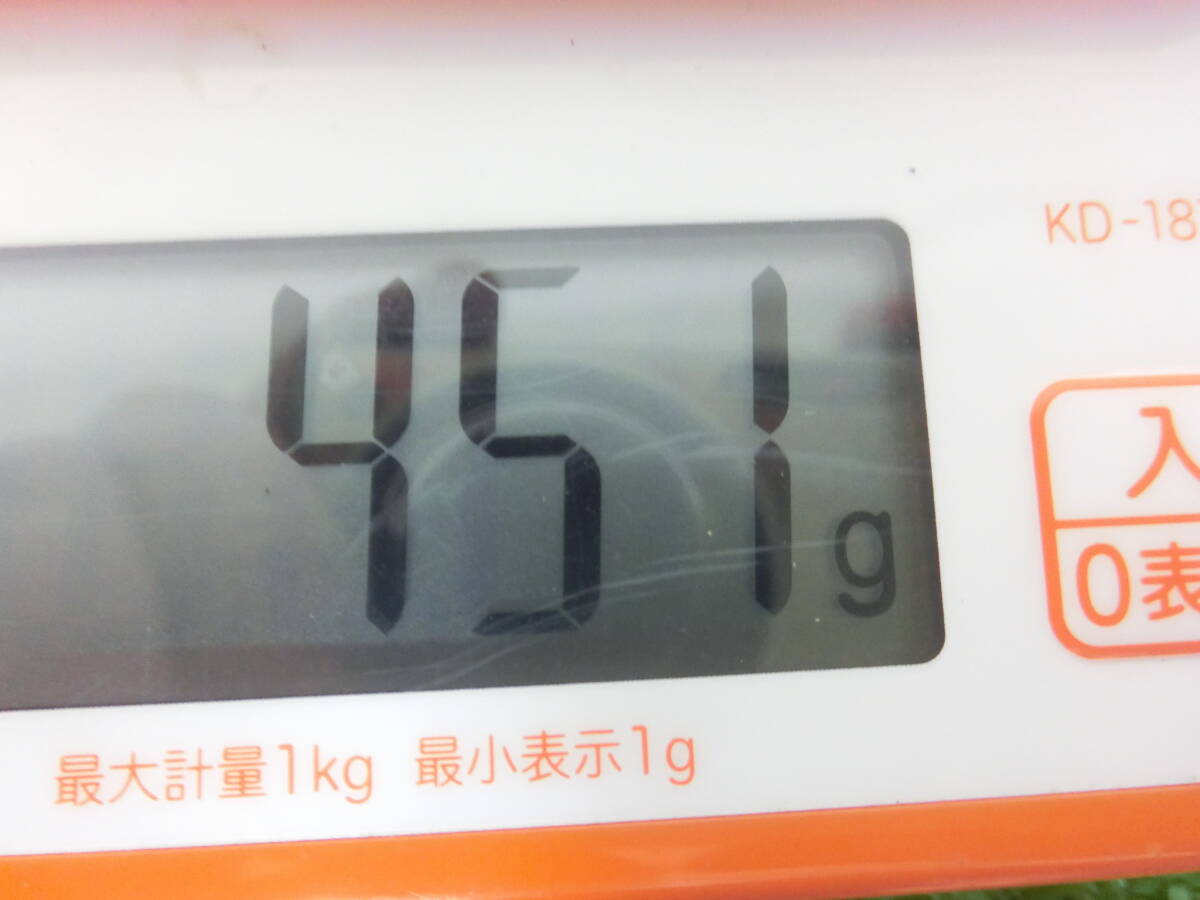 KD-18
451 g
入
0表
最大計量1kg 最小表示1g